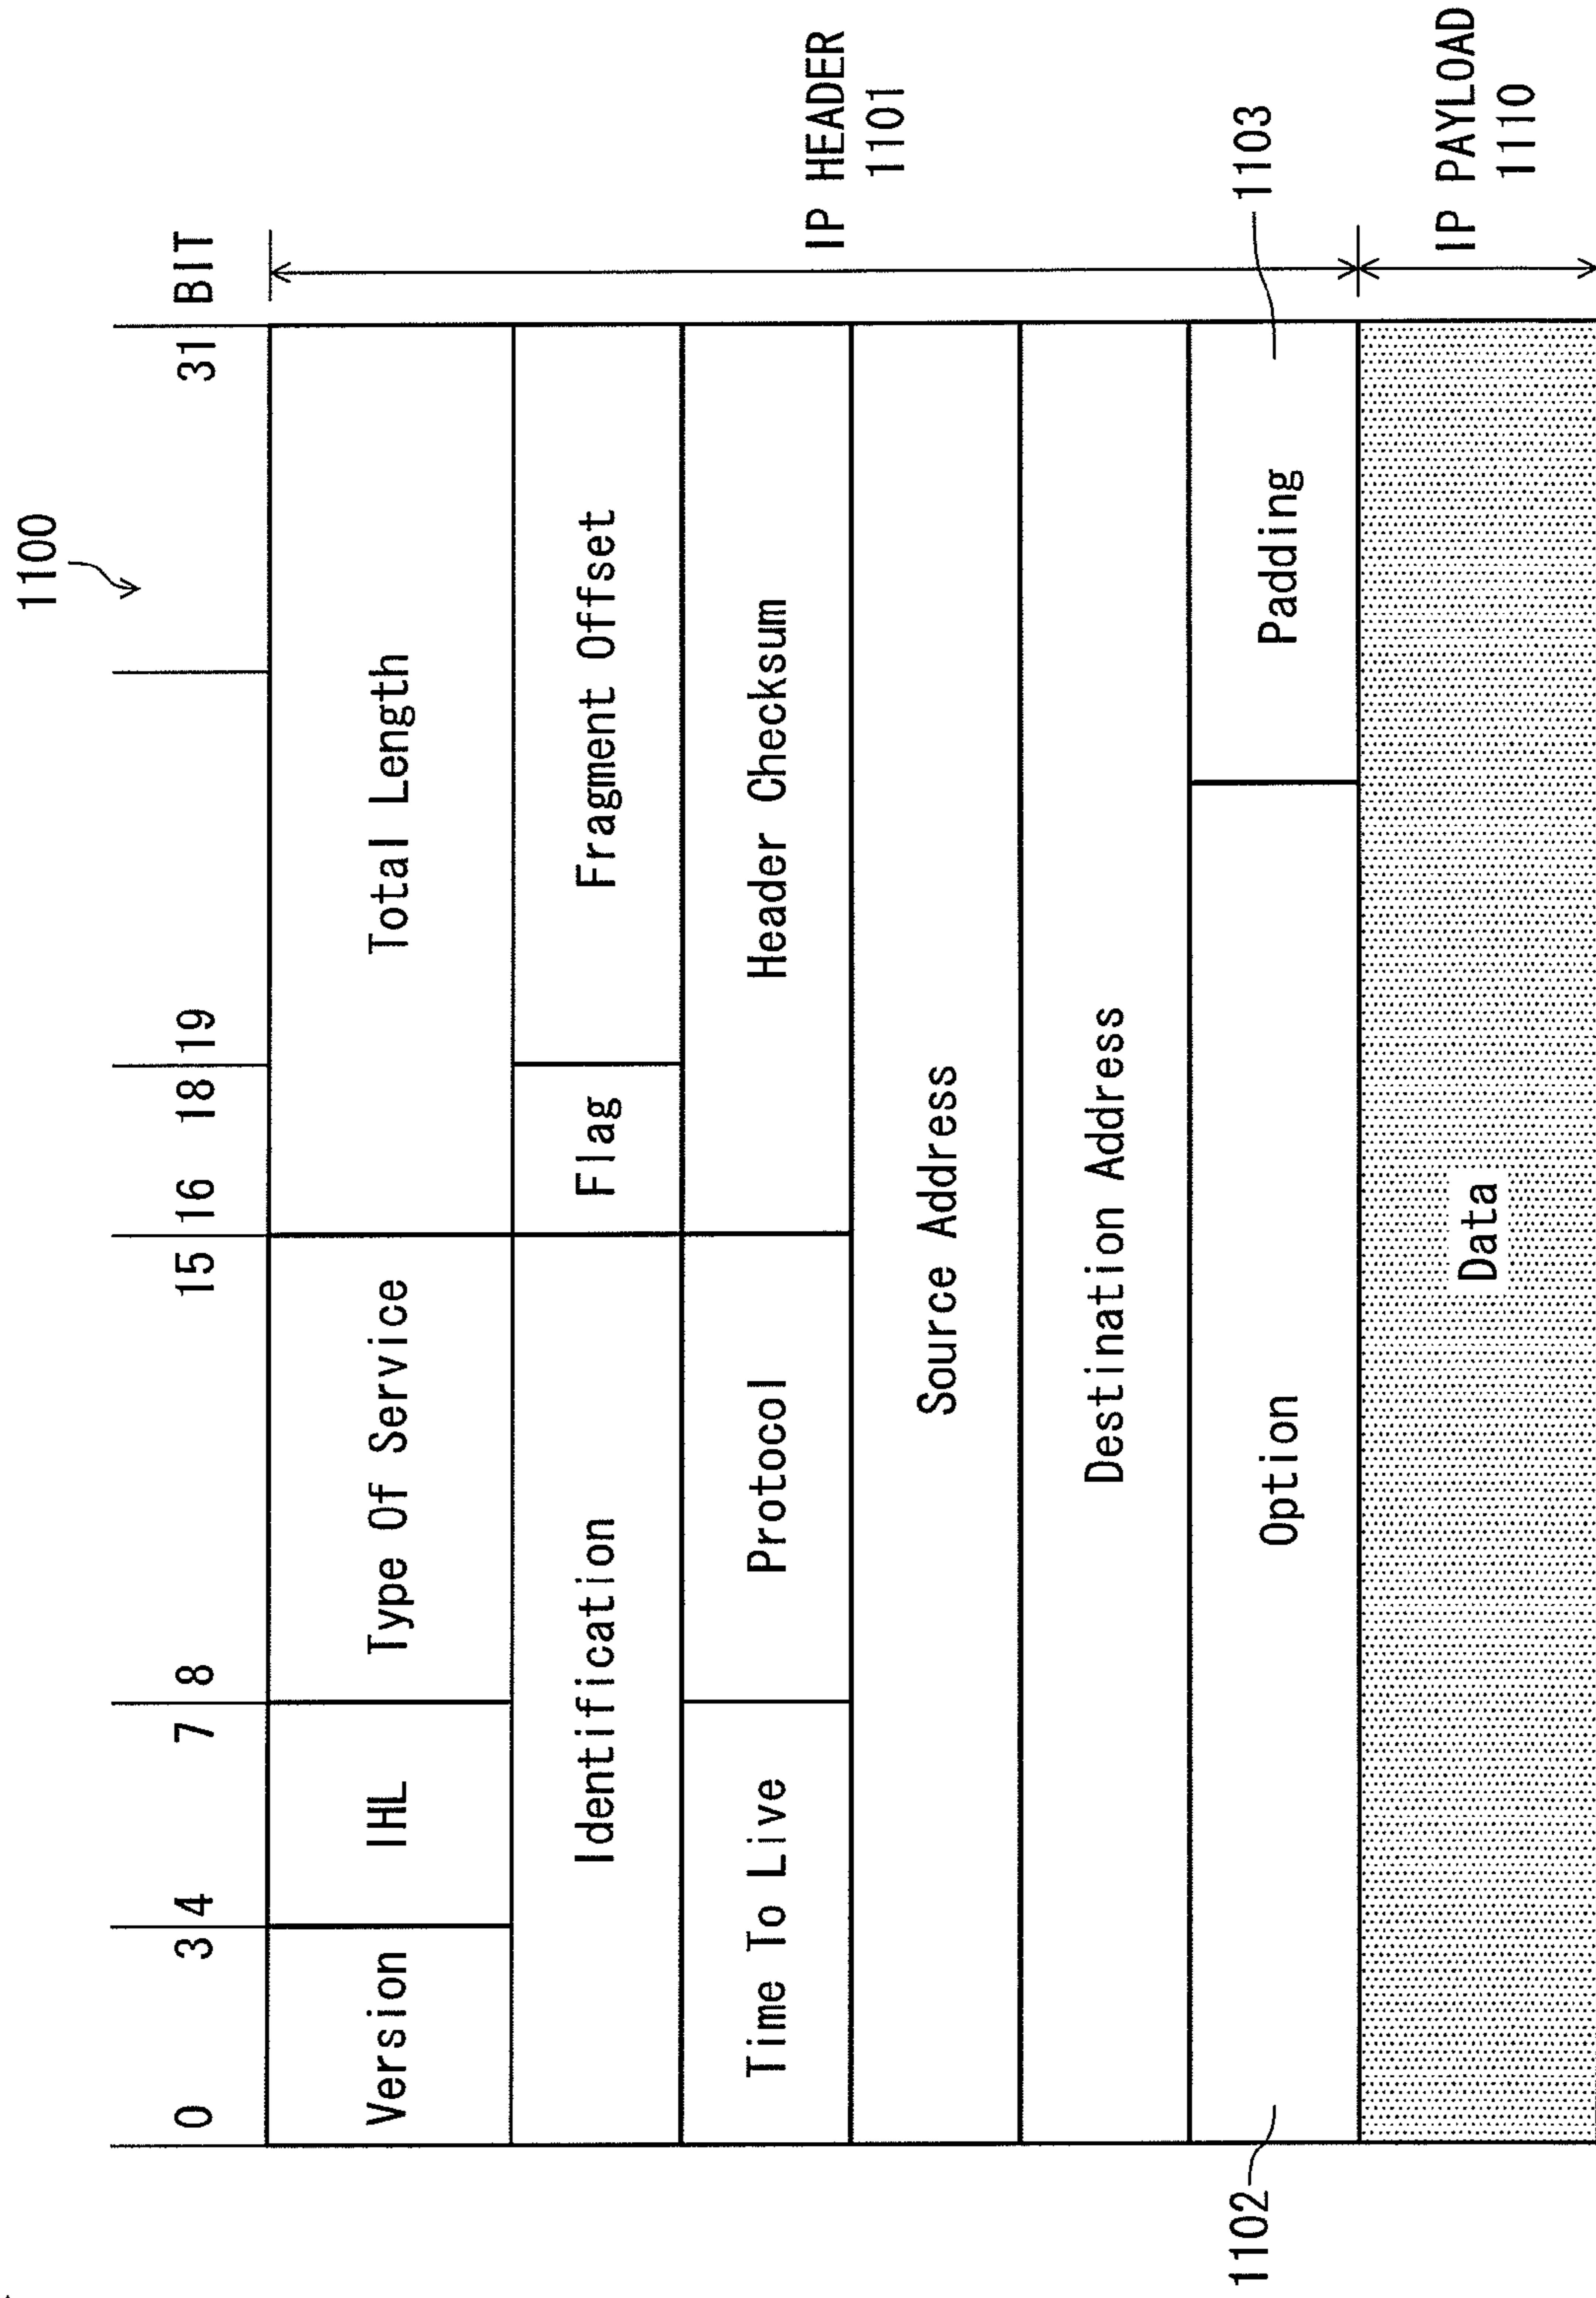 1100
0 3 4 7 8 15 16 18 19 31 BIT
Version IHL Type Of Service Total Length
Identification Flag Fragment Offset
Time To Live Protocol Header Checksum
IP HEADER
1101
Source Address
Destination Address
1102 Option Padding 1103
Data
IP PAYLOAD
1110